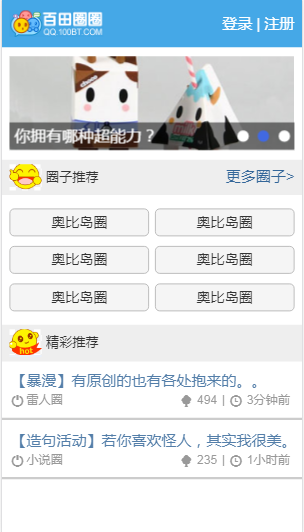 百田圈圈
QQ.100BT.COM
登录 | 注册
你拥有哪种超能力？
圈子推荐
更多圈子>
奥比岛圈
奥比岛圈
奥比岛圈
奥比岛圈
奥比岛圈
奥比岛圈
hot
精彩推荐
【暴漫】有原创的也有各处抱来的。。
雷人圈
494 | 3分钟前
【造句活动】若你喜欢怪人，其实我很美。
小说圈
235 | 1小时前